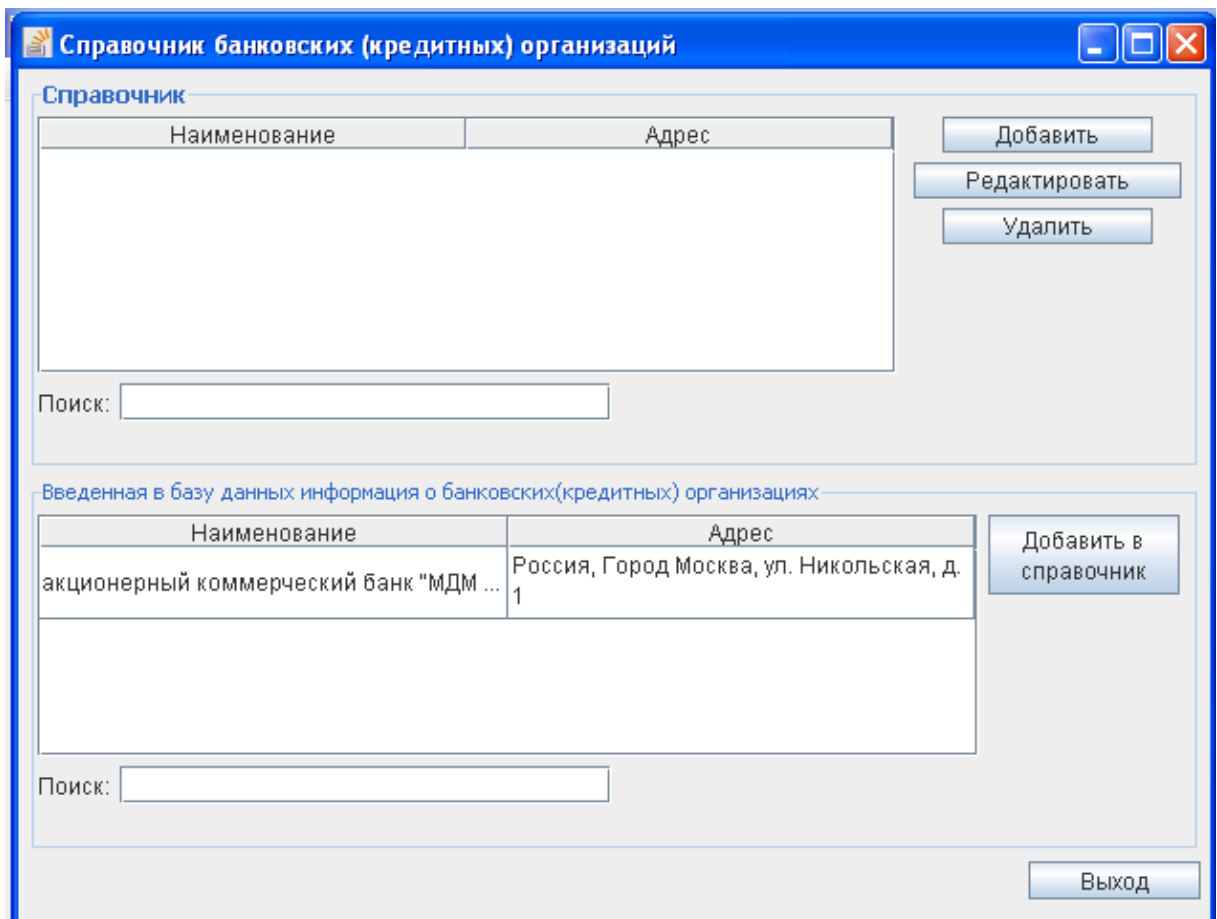 Справочник банковских (кредитных) организаций
Справочник
Наименование Адрес
Добавить
Редактировать
Удалить
Поиск:
Введенная в базу данных информация о банковских(кредитных) организациях
Наименование Адрес
акционерный коммерческий банк "МДМ ... Россия, Город Москва, ул. Никольская, д.
1
Добавить в
справочник
Поиск:
Выход